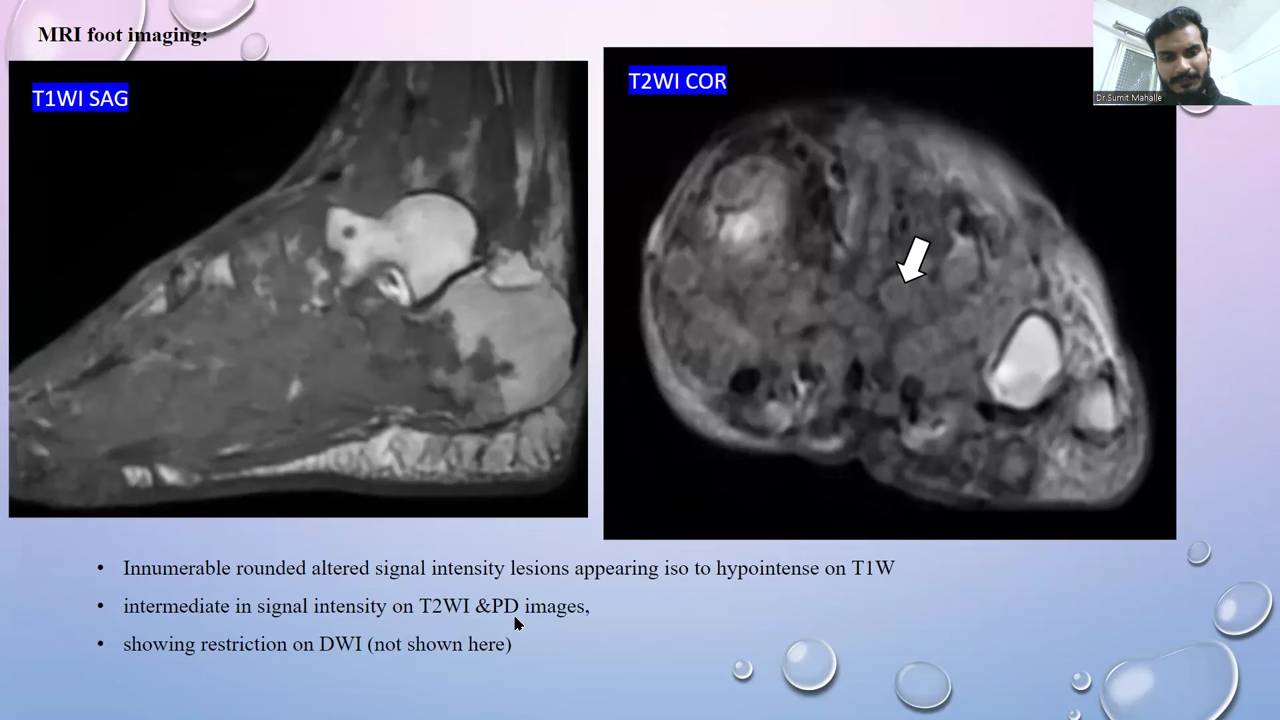 MRI foot imaging:
T1WI SAG
T2WI COR
Dr.Sumit Mahalle
• Innumerable rounded altered signal intensity lesions appearing iso to hypointense on T1W
• intermediate in signal intensity on T2WI &PD images,
• showing restriction on DWI (not shown here)